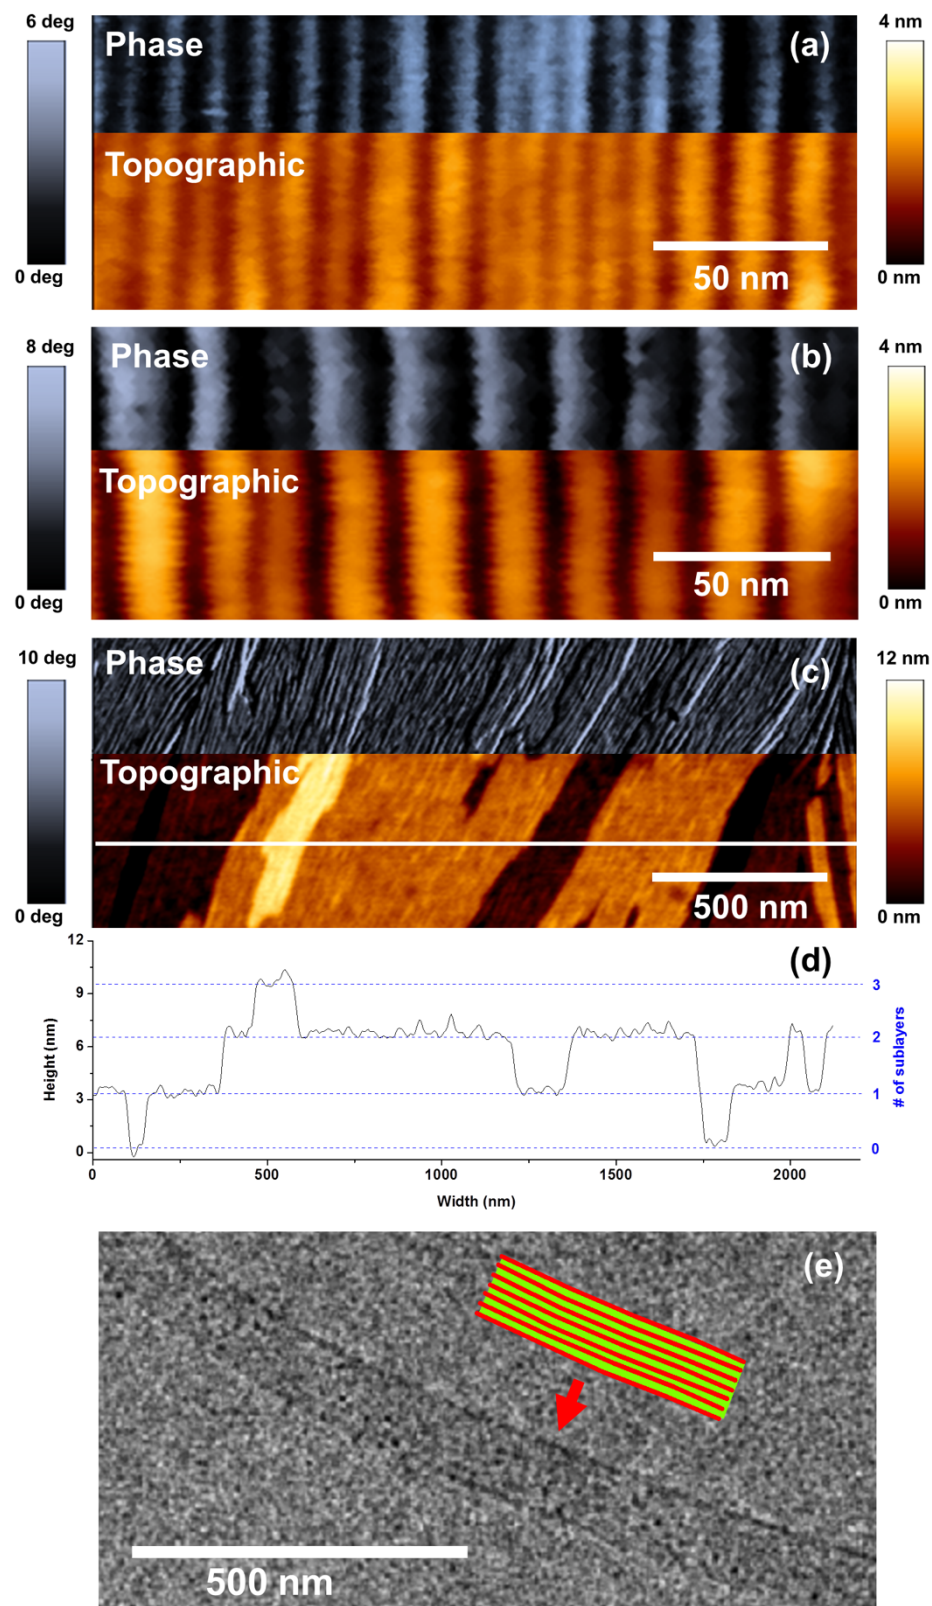 6 deg
Phase
(a)
4 nm
Topographic
0 deg
50 nm
0 nm
8 deg
Phase
(b)
4 nm
Topographic
0 deg
50 nm
0 nm
10 deg
Phase
(c)
12 nm
Topographic
0 deg
500 nm
0 nm
12
9
6
3
0
Height (nm)
(d)
3
2
1
0
# of sublayers
0
500
1000
1500
2000
Width (nm)
(e)
500 nm